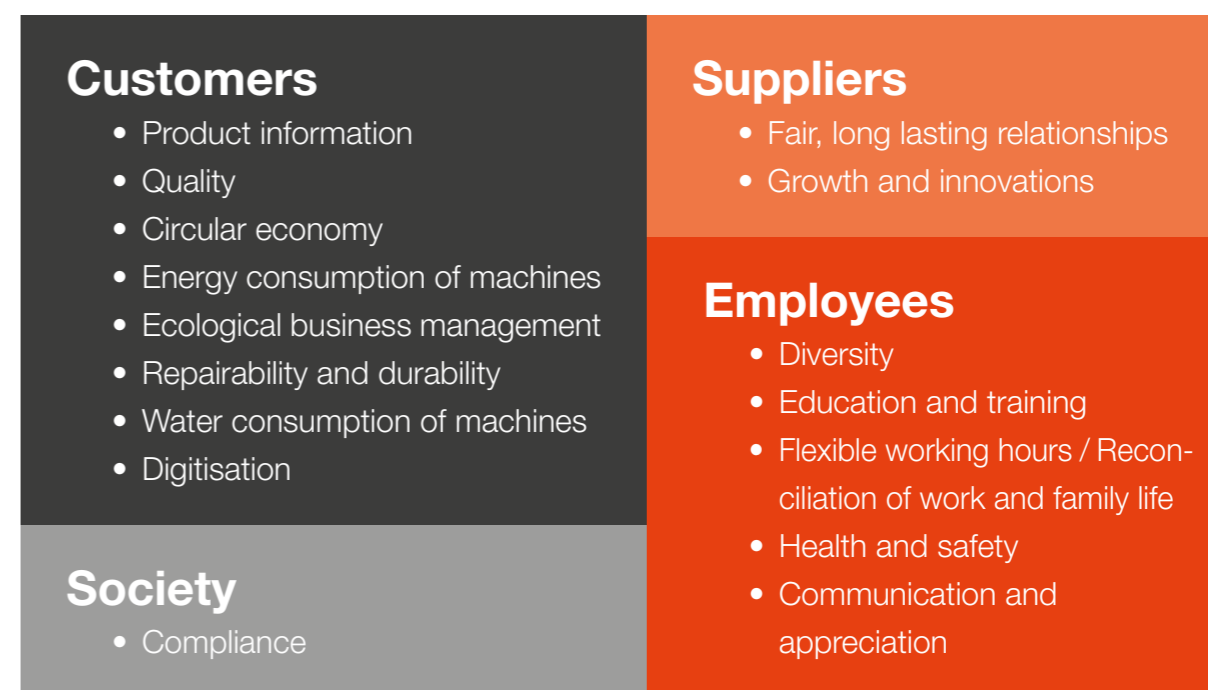 Customers
• Product information
• Quality
• Circular economy
• Energy consumption of machines
• Ecological business management
• Repairability and durability
• Water consumption of machines
• Digitisation
Society
• Compliance
Suppliers
• Fair, long lasting relationships
• Growth and innovations
Employees
• Diversity
• Education and training
• Flexible working hours / Recon-
ciliation of work and family life
• Health and safety
• Communication and
appreciation